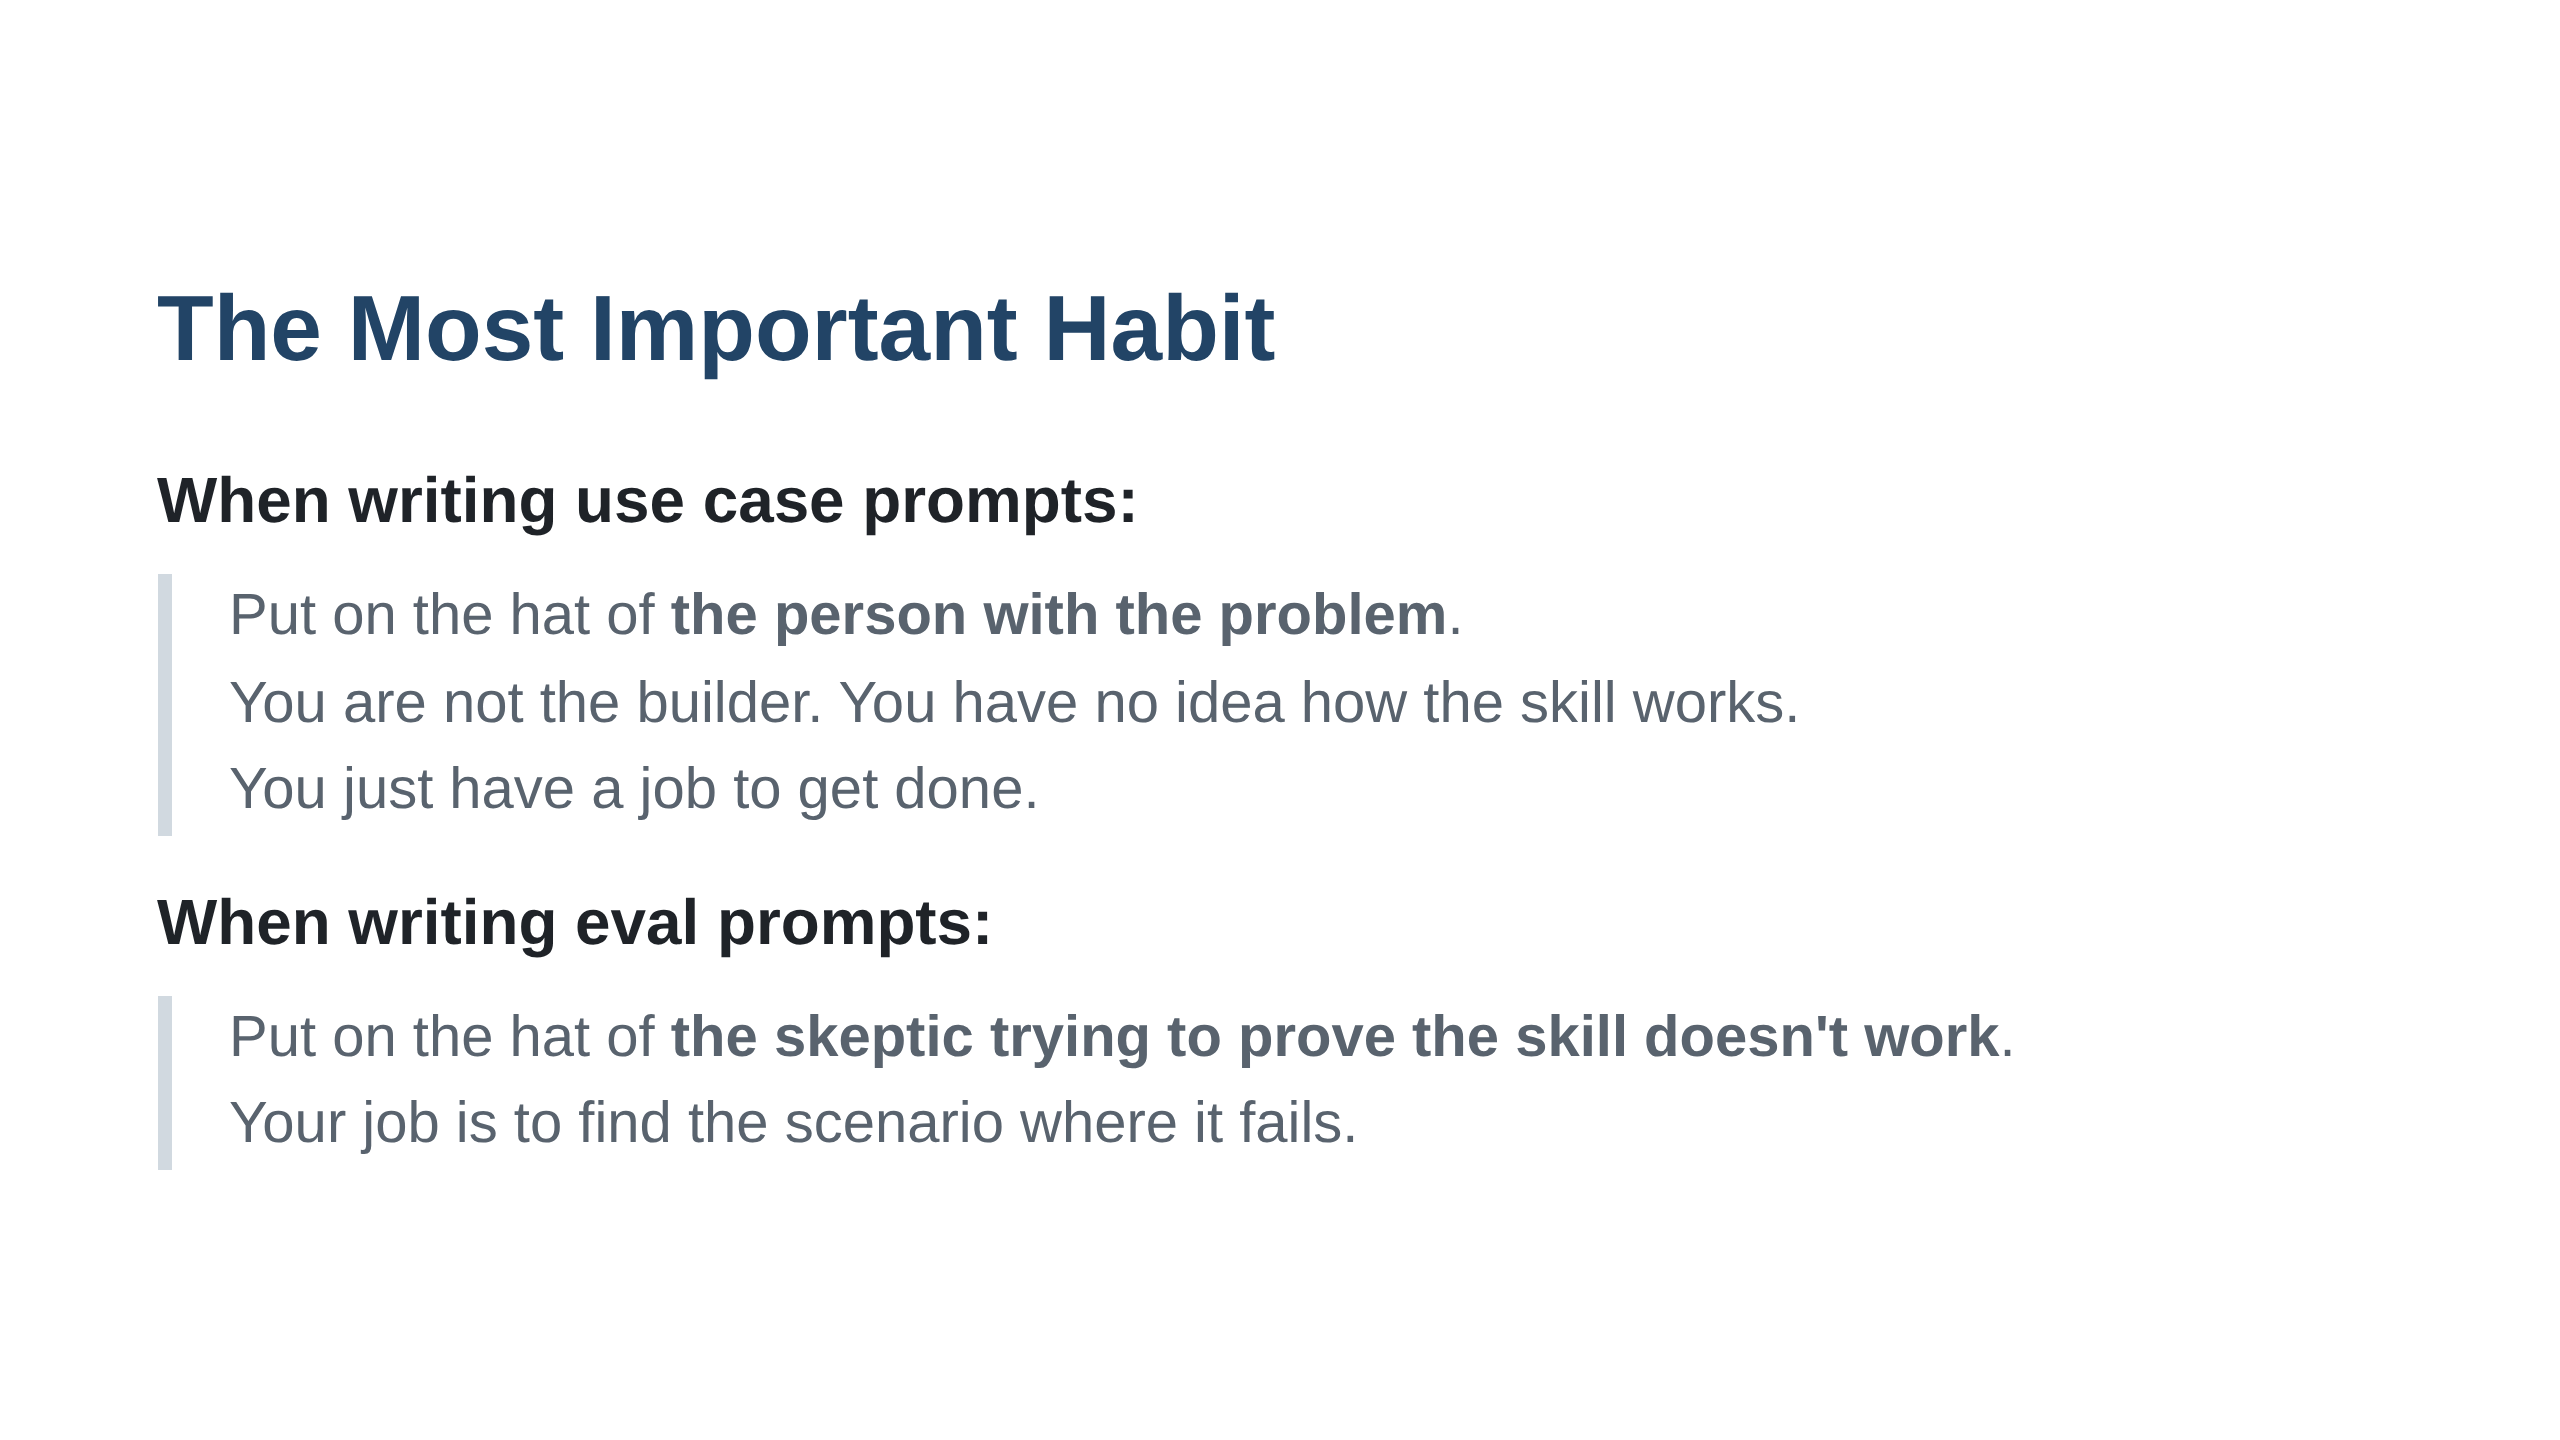 The Most Important Habit
When writing use case prompts:
Put on the hat of the person with the problem.
You are not the builder. You have no idea how the skill works.
You just have a job to get done.
When writing eval prompts:
Put on the hat of the skeptic trying to prove the skill doesn't work.
Your job is to find the scenario where it fails.